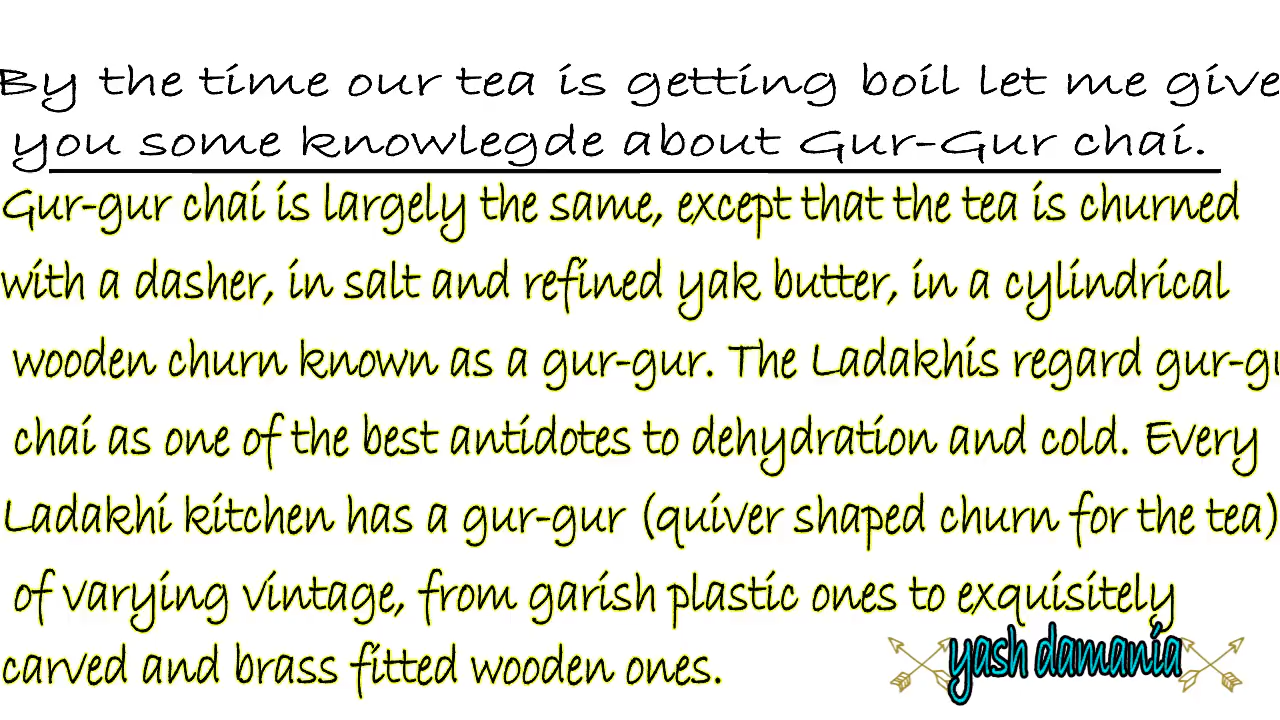 By the time our tea is getting boil let me give
you some knowlegde about Gur-Gur chai.
Gur-gur chai is largely the same, except that the tea is churned
with a dasher, in salt and refined yak butter, in a cylindrical
wooden churn known as a gur-gur. The Ladakhis regard gur-gu
chai as one of the best antidotes to dehydration and cold. Every
Ladakhi kitchen has a gur-gur (quiver shaped churn for the tea)
of varying vintage, from garish plastic ones to exquisitely
carved and brass fitted wooden ones.
yash damania